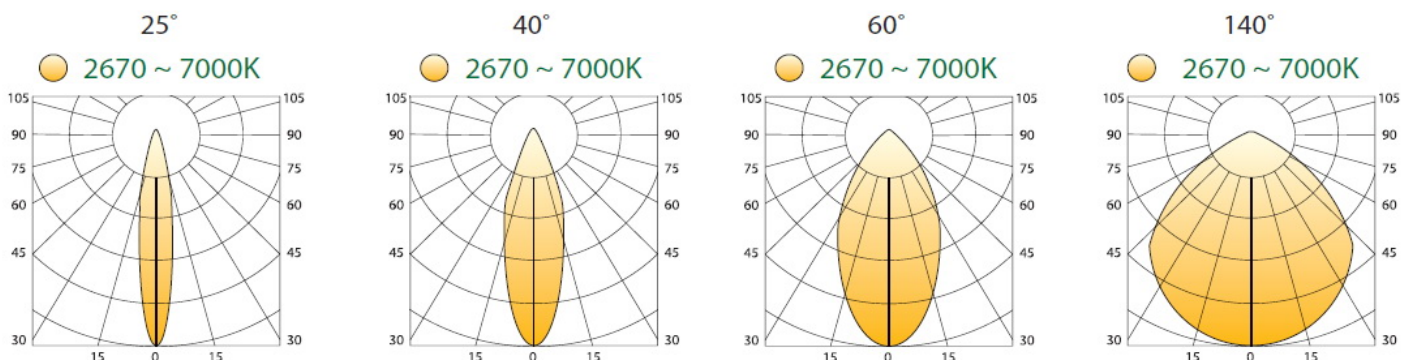 25° 40° 60° 140°
2670 ~ 7000K 2670 ~ 7000K 2670 ~ 7000K 2670 ~ 7000K
105 105 105 105 105 105 105 105
90 90 90 90 90 90 90 90
75 75 75 75 75 75 75 75
60 60 60 60 60 60 60 60
45 45 45 45 45 45 45 45
30 30 30 30 30 30 30 30
15 0 15 15 0 15 15 0 15 15 0 15